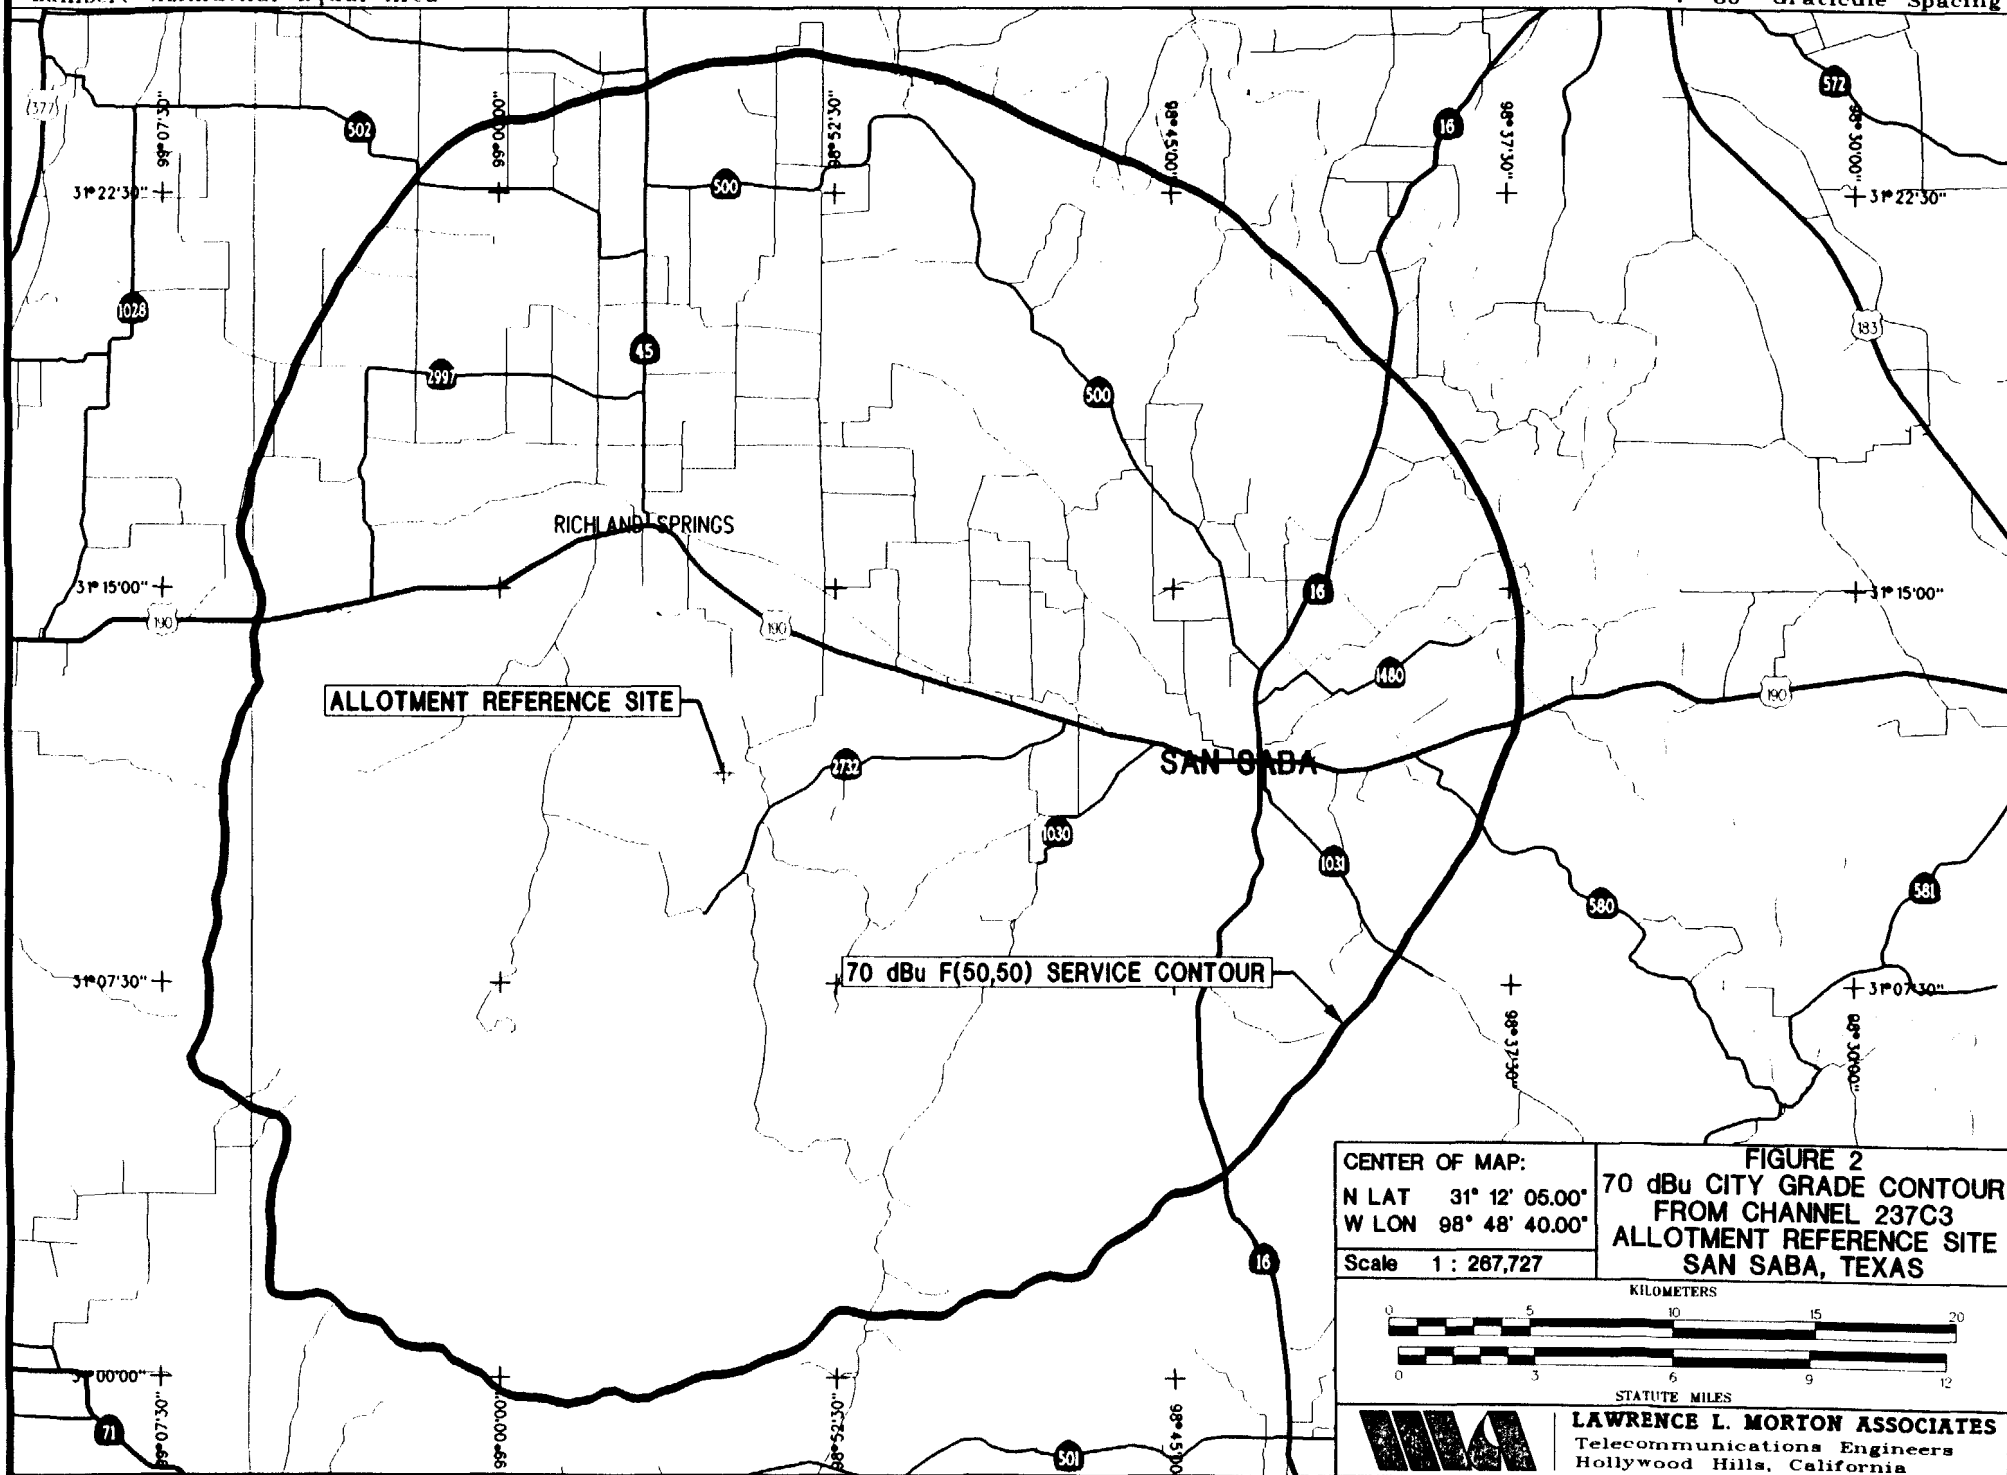 Graticule Spacing
377
99°07'30"
502
99°00'00"
98°52'30"
98°45'00"
16
98°37'30"
572
98°30'00"
31°22'30"
500
31°22'30"
1028
45
2997
500
183
RICHLAND SPRINGS
31°15'00"
16
31°15'00"
190
190
1480
190
ALLOTMENT REFERENCE SITE
2732
SAN SABA
1030
1031
580
581
70 dBu F(50,50) SERVICE CONTOUR
31°07'30"
31°07'30"
98°37'30"
98°30'00"
CENTER OF MAP:
N LAT 31° 12' 05.00"
W LON 98° 48' 40.00"
Scale 1 : 267,727
FIGURE 2
70 dBu CITY GRADE CONTOUR
FROM CHANNEL 237C3
ALLOTMENT REFERENCE SITE
SAN SABA, TEXAS
16
KILOMETERS
0 5 10 15 20
0 3 6 9 12
STATUTE MILES
31°00'00"
71
99°07'30"
99°00'00"
98°52'30"
98°45'00"
501
LAWRENCE L. MORTON ASSOCIATES
Telecommunications Engineers
Hollywood Hills, California